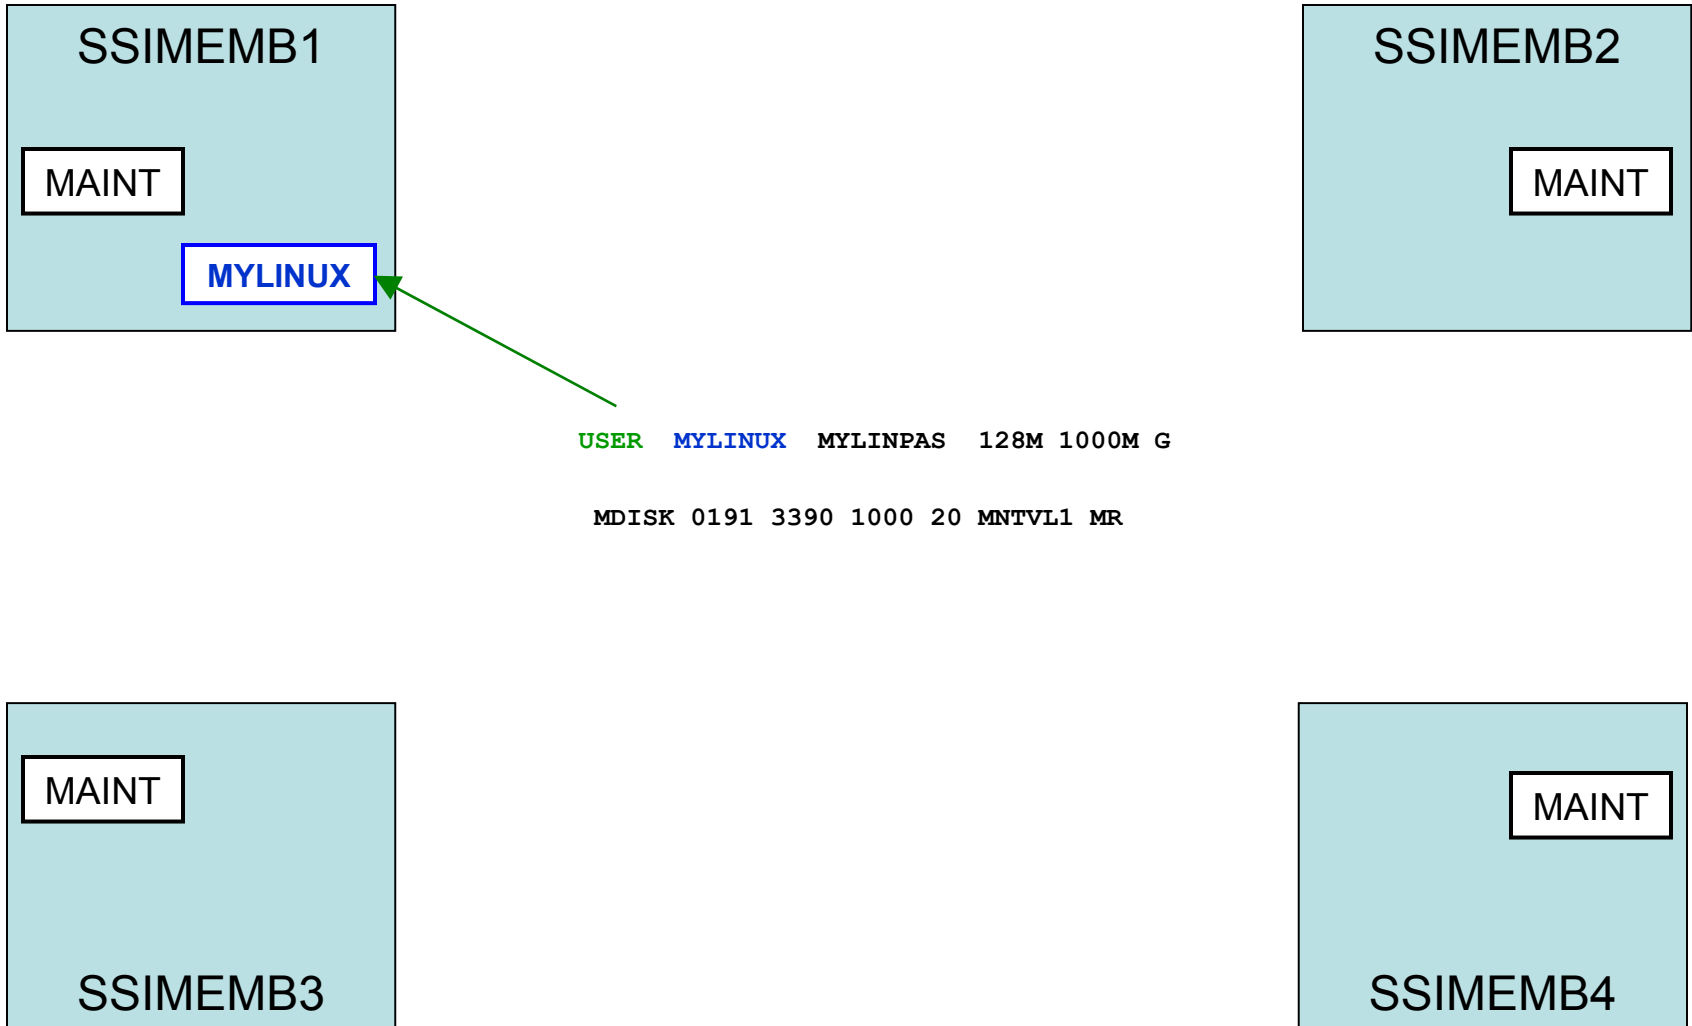 SSIMEMB1
SSIMEMB2
MAINT
MAINT
MYLINUX
USER MYLINUX MYLINPAS 128M 1000M G
MDISK 0191 3390 1000 20 MNTVL1 MR
MAINT
MAINT
SSIMEMB3
SSIMEMB4